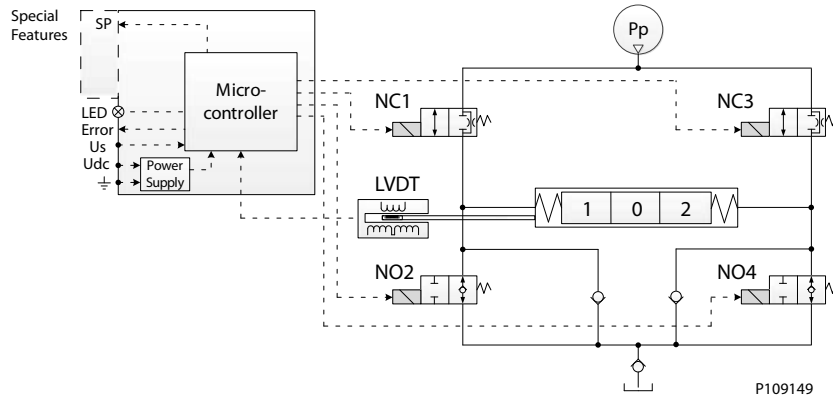 Special
Features
SP
Pp
Micro-
controller
NC1
NC3
LED
Error
Us
Udc
Power
Supply
LVDT
1 0 2
NO2
NO4
P109149